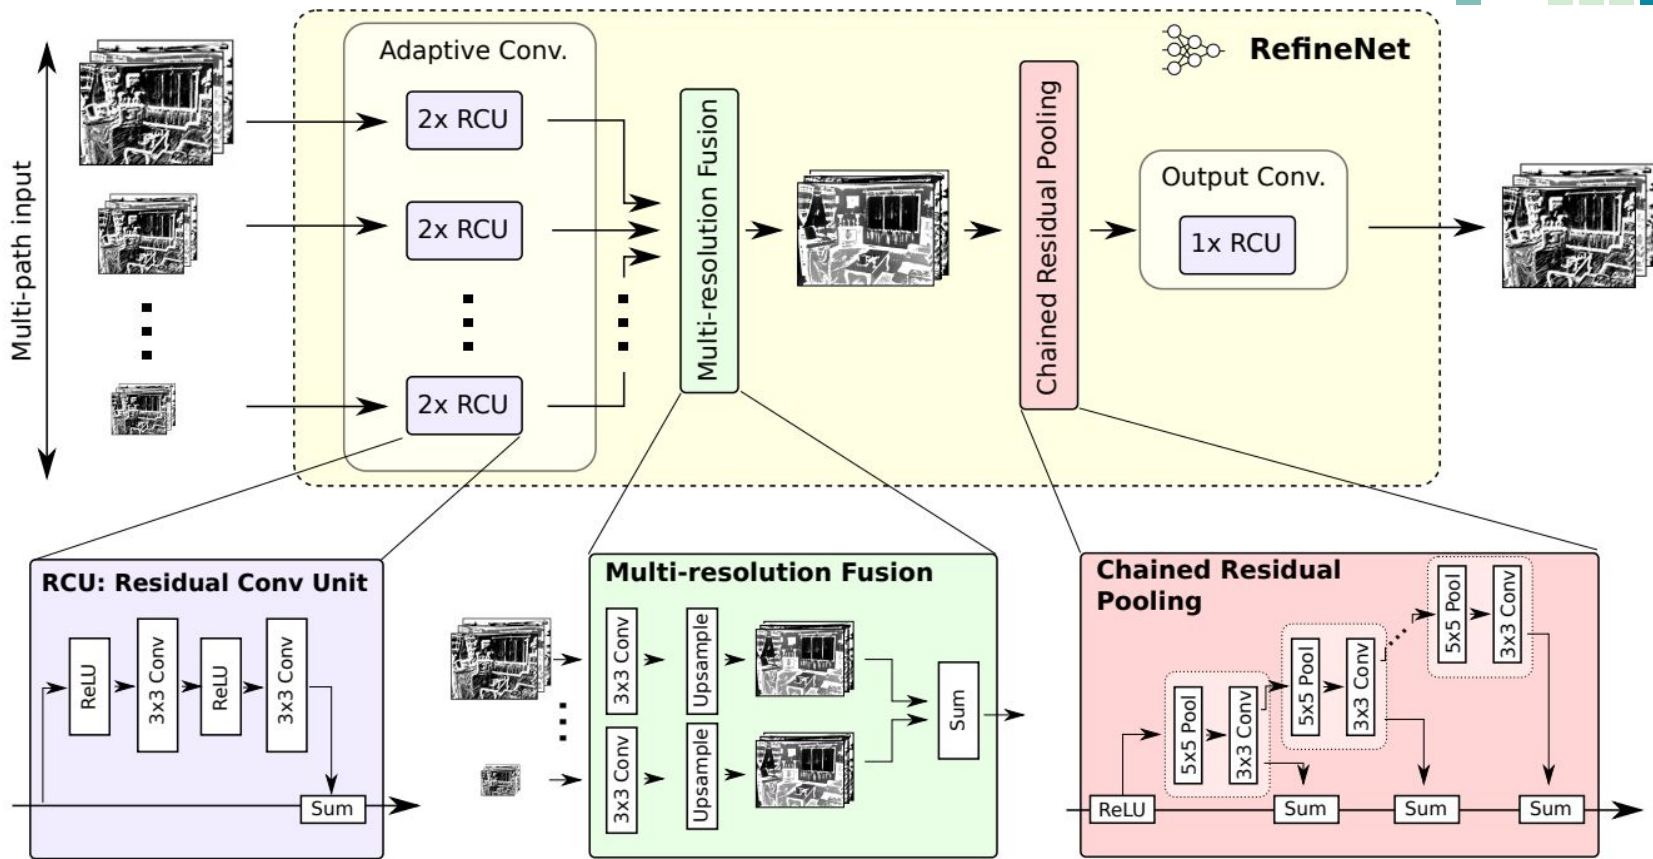 RefineNet
Multi-path input
Adaptive Conv.
2x RCU
2x RCU
2x RCU
Multi-resolution Fusion
Chained Residual Pooling
Output Conv.
1x RCU
RCU: Residual Conv Unit
ReLU
3x3 Conv
ReLU
3x3 Conv
Sum
Multi-resolution Fusion
3x3 Conv
Upsample
3x3 Conv
Upsample
Sum
Chained Residual
Pooling
ReLU
5x5 Pool
3x3 Conv
Sum
5x5 Pool
3x3 Conv
Sum
5x5 Pool
3x3 Conv
Sum